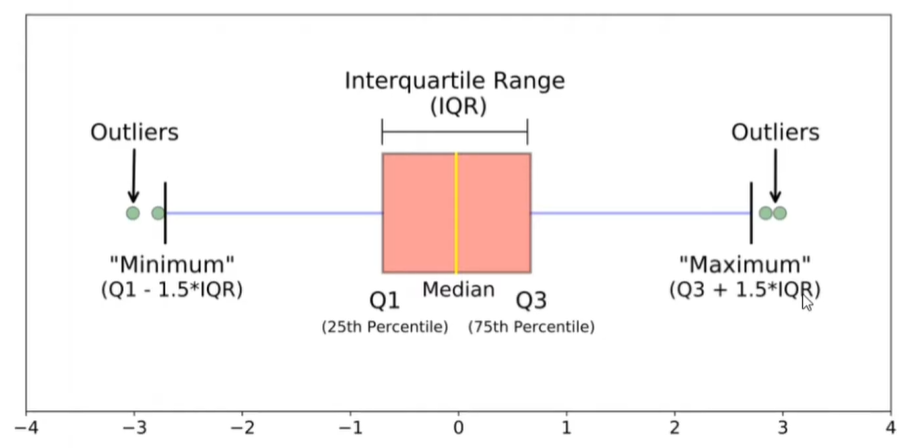 Interquartile Range
(IQR)
Outliers
Outliers
"Minimum"
(Q1 - 1.5*IQR)
"Maximum"
(Q3 + 1.5*IQR)
Median
Q1
Q3
(25th Percentile)
(75th Percentile)
−4 −3 −2 −1 0 1 2 3 4